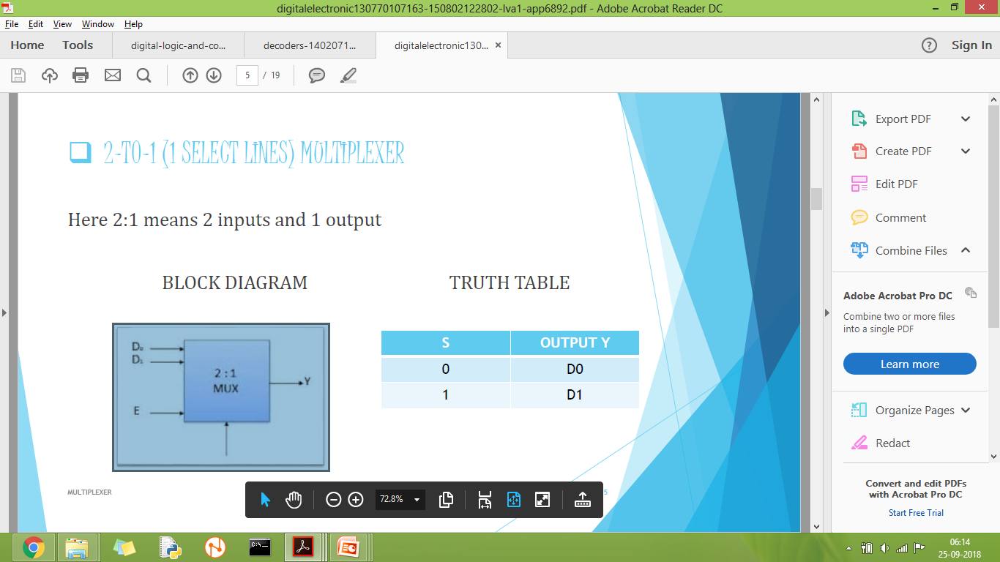 digitalelectronic130770107163-150802122802-lva1-app6892.pdf - Adobe Acrobat Reader DC
File Edit View Window Help
Home Tools digital-logic-and-co... decoders-1402071... digitalelectronic130... × ? Sign In
5 / 19
2-TO-1 (1 SELECT LINES) MULTIPLEXER
Here 2:1 means 2 inputs and 1 output
BLOCK DIAGRAM
D₀
D₁
E
2 : 1
MUX
Y
TRUTH TABLE
S OUTPUT Y
0 D0
1 D1
MULTIPLEXER
5
72.8%
Export PDF
Create PDF
Edit PDF
Comment
Combine Files
Adobe Acrobat Pro DC
Combine two or more files
into a single PDF
Learn more
Organize Pages
Redact
Convert and edit PDFs
with Acrobat Pro DC
Start Free Trial
C:\_
06:14
25-09-2018